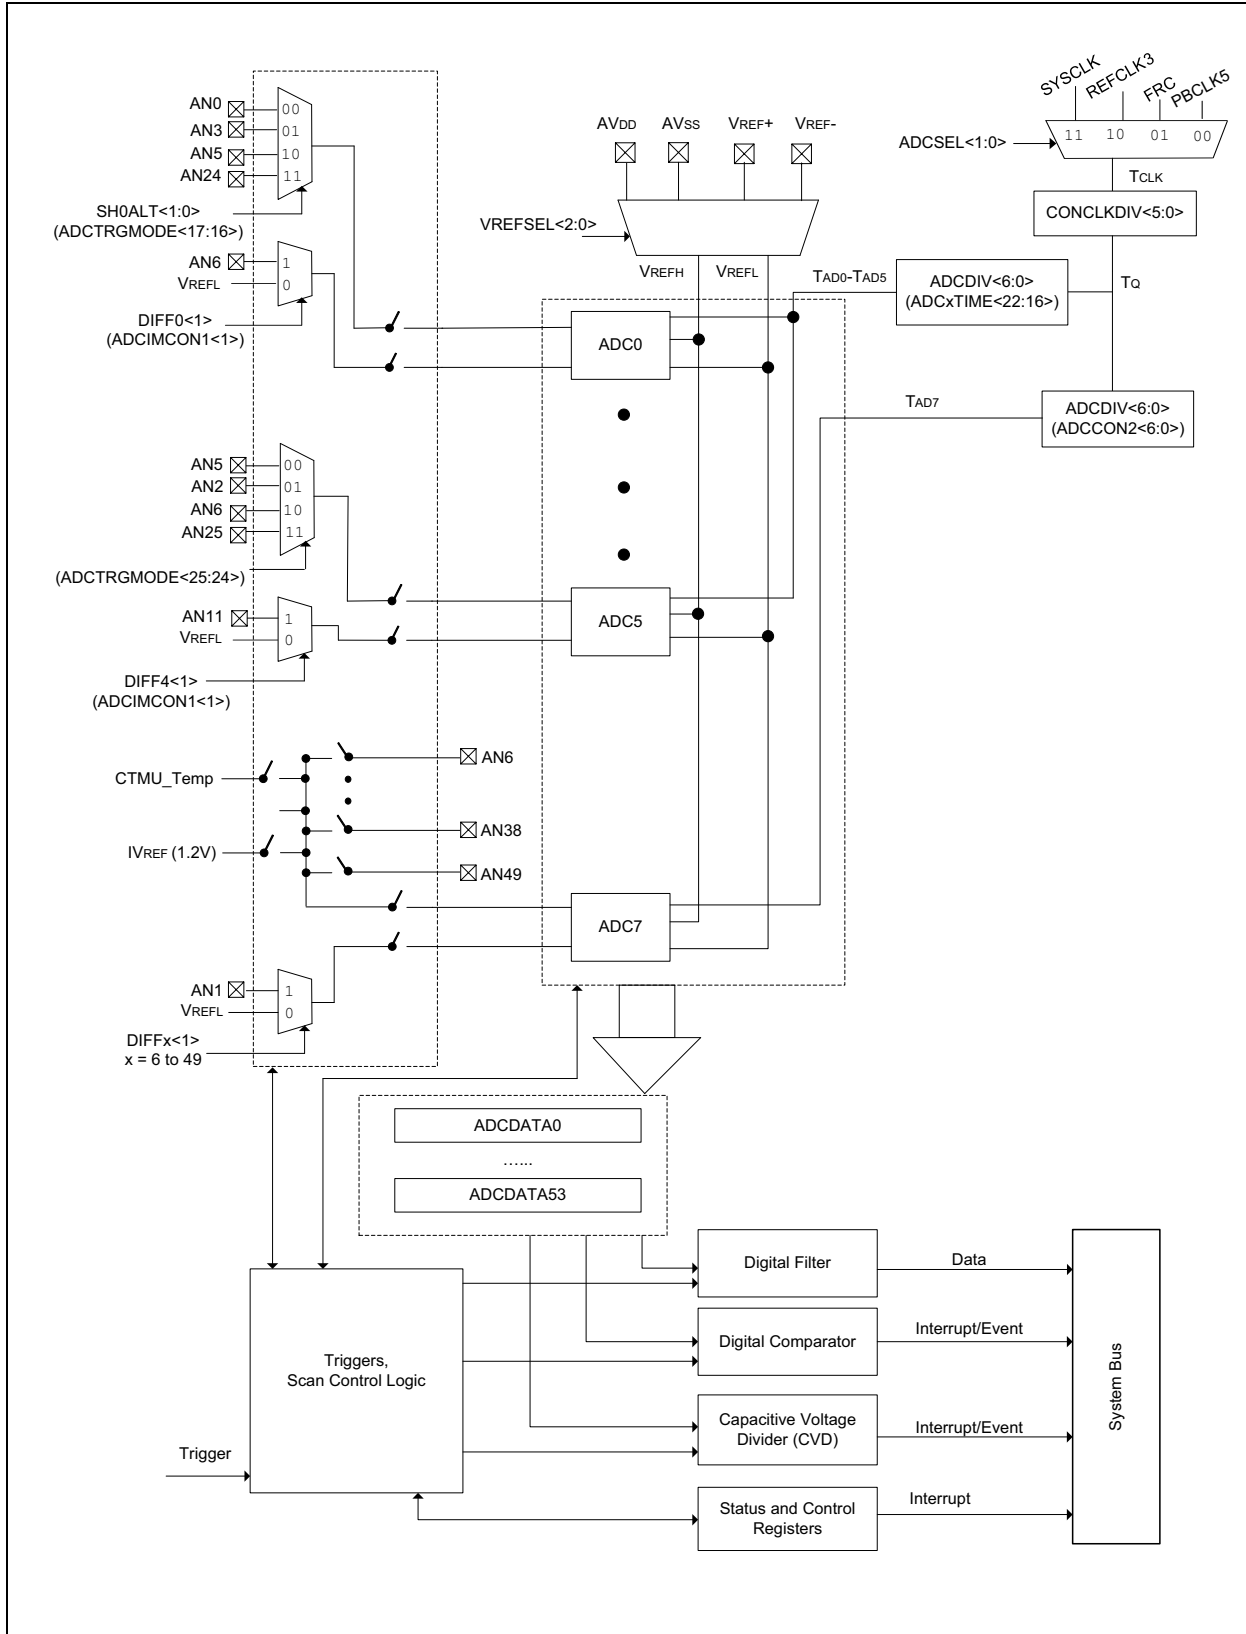 SYSCLK
REFCLK3
FRC
PBCLK5
11 10 01 00
ADCSEL<1:0>
TCLK
CONCLKDIV<5:0>
AN0
00
AN3
01
AN5
10
AN24
11
SH0ALT<1:0>
(ADCTRGMODE<17:16>)
AVDD AVSS VREF+ VREF-
VREFSEL<2:0>
VREFH VREFL
AN6
1
VREFL
0
DIFF0<1>
(ADCIMCON1<1>)
TAD0-TAD5
ADCDIV<6:0>
(ADCxTIME<22:16>)
TQ
ADC0
TAD7
ADCDIV<6:0>
(ADCCON2<6:0>)
AN5
00
AN2
01
AN6
10
AN25
11
(ADCTRGMODE<25:24>)
AN11
1
VREFL
0
ADC5
DIFF4<1>
(ADCIMCON1<1>)
CTMU_Temp
AN6
AN38
IVREF (1.2V)
AN49
ADC7
AN1
1
VREFL
0
DIFFx<1>
x = 6 to 49
ADCDATA0
......
ADCDATA53
Digital Filter
Data
Digital Comparator
Interrupt/Event
Triggers,
Scan Control Logic
Capacitive Voltage
Divider (CVD)
Interrupt/Event
System Bus
Trigger
Status and Control
Registers
Interrupt